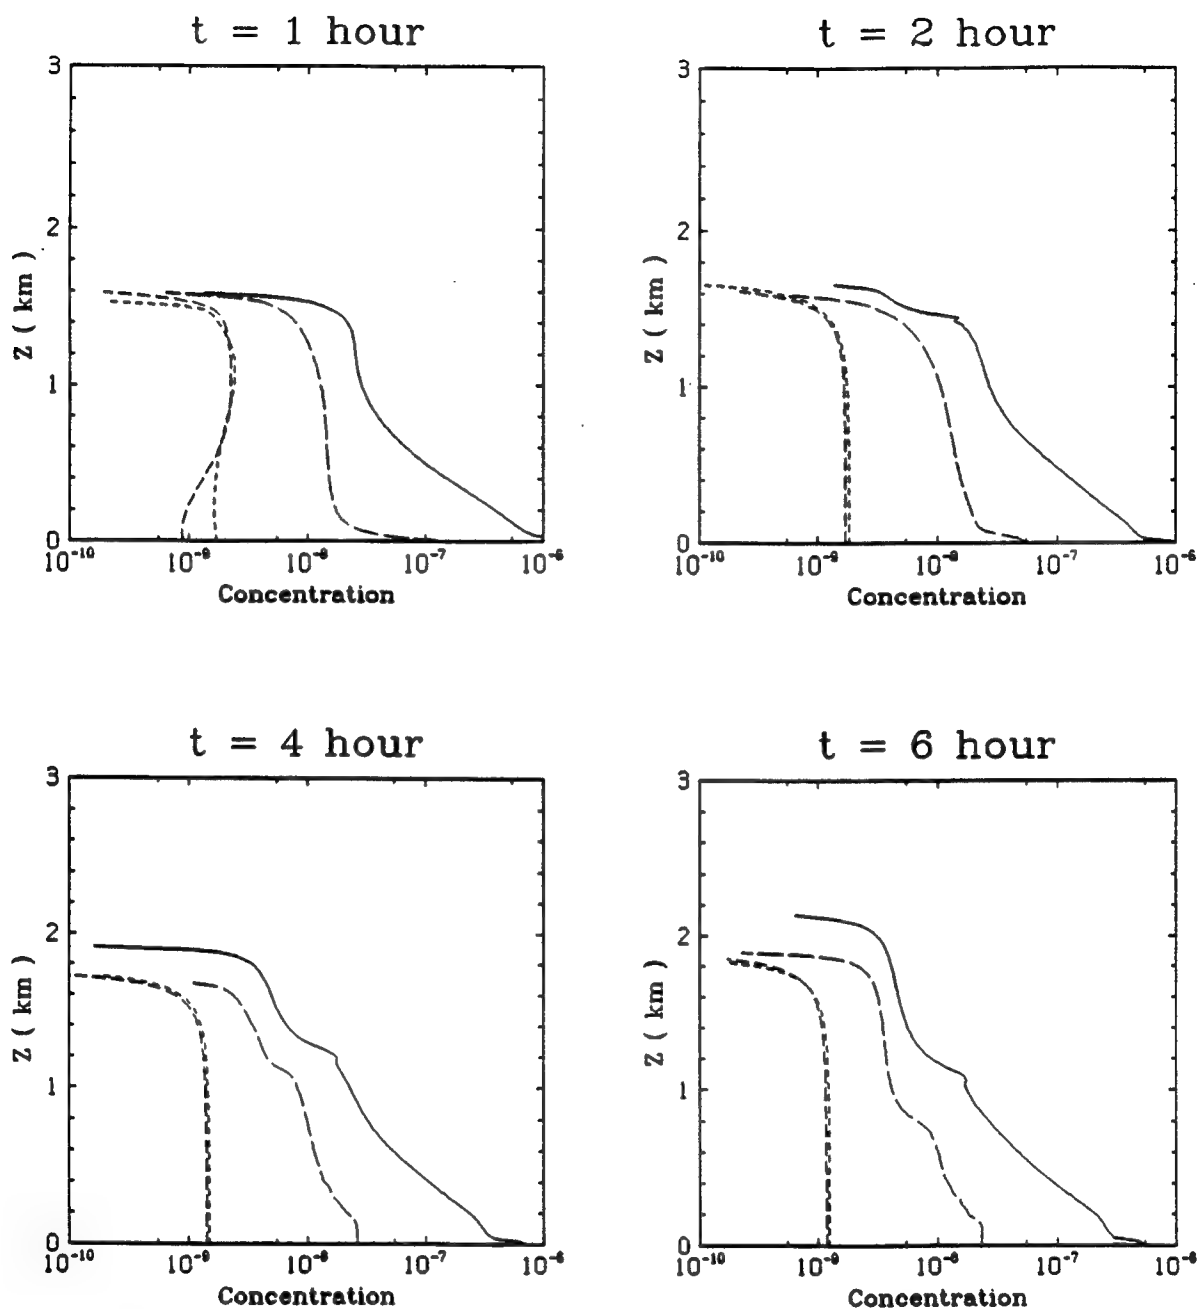 t = 1 hour
3
2
1
0
Z ( km )
10⁻¹⁰ 10⁻⁹ 10⁻⁸ 10⁻⁷ 10⁻⁶
Concentration
t = 2 hour
3
2
1
0
Z ( km )
10⁻¹⁰ 10⁻⁹ 10⁻⁸ 10⁻⁷ 10⁻⁶
Concentration
t = 4 hour
3
2
1
0
Z ( km )
10⁻¹⁰ 10⁻⁹ 10⁻⁸ 10⁻⁷ 10⁻⁶
Concentration
t = 6 hour
3
2
1
0
Z ( km )
10⁻¹⁰ 10⁻⁹ 10⁻⁸ 10⁻⁷ 10⁻⁶
Concentration